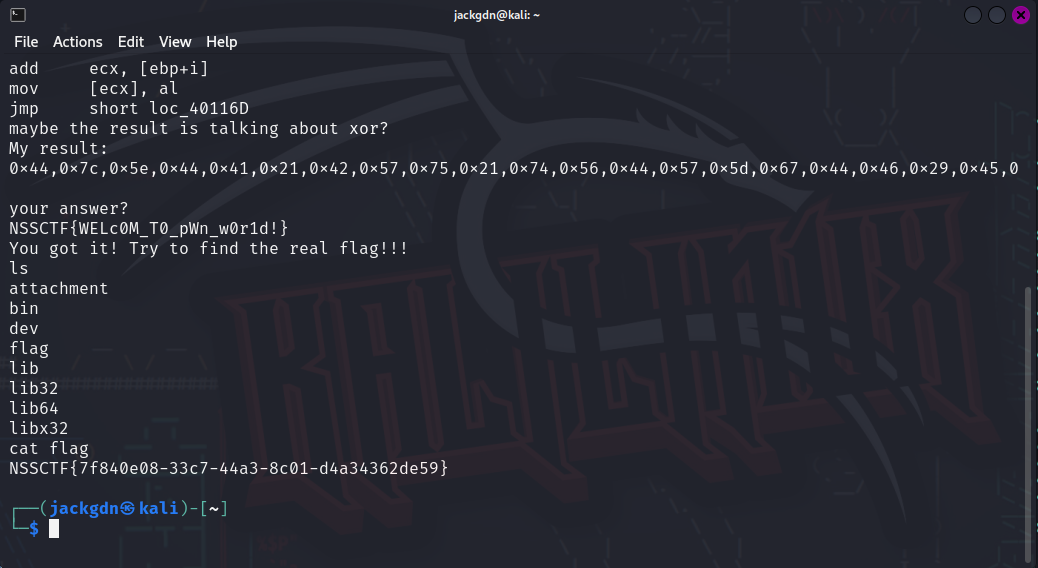 jackgdn@kali: ~
File Actions Edit View Help
add     ecx, [ebp+i]
mov     [ecx], al
jmp     short loc_40116D
maybe the result is talking about xor?
My result:
0×44,0×7c,0×5e,0×44,0×41,0×21,0×42,0×57,0×75,0×21,0×74,0×56,0×44,0×57,0×5d,0×67,0×44,0×46,0×29,0×45,0
your answer?
NSSCTF{WELc0M_T0_pWn_w0r1d!}
You got it! Try to find the real flag!!!
ls
attachment
bin
dev
flag
lib
lib32
lib64
libx32
cat flag
NSSCTF{7f840e08-33c7-44a3-8c01-d4a34362de59}
┌──(jackgdn㉿kali)-[~]
└─$
KALI LINUX